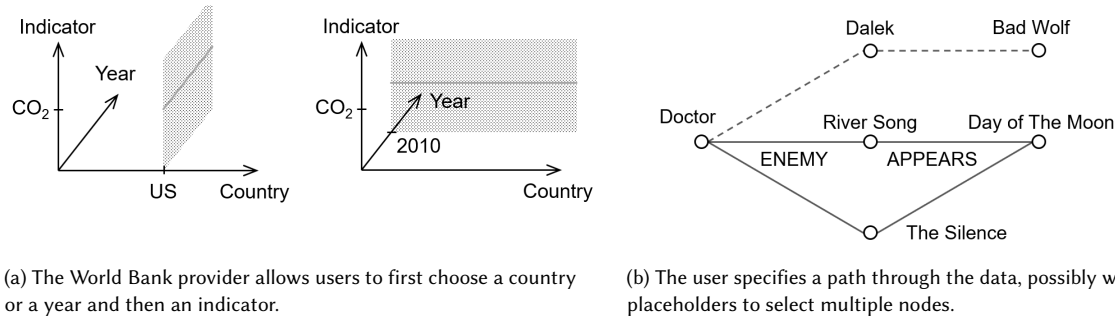 Indicator
Year
CO2
US
Country
Indicator
CO2
Year
2010
Country
Dalek
Bad Wolf
Doctor
River Song
Day of The Moon
ENEMY
APPEARS
The Silence
(a) The World Bank provider allows users to first choose a country
or a year and then an indicator.
(b) The user specifies a path through the data, possibly w
placeholders to select multiple nodes.